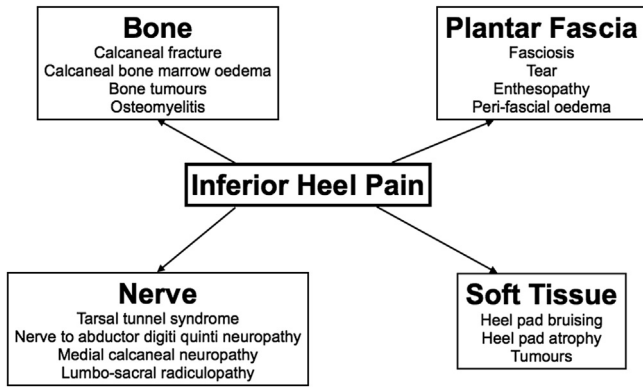 Bone
Calcaneal fracture
Calcaneal bone marrow oedema
Bone tumours
Osteomyelitis
Plantar Fascia
Fasciosis
Tear
Enthesopathy
Peri-fascial oedema
Inferior Heel Pain
Nerve
Tarsal tunnel syndrome
Nerve to abductor digiti quinti neuropathy
Medial calcaneal neuropathy
Lumbo-sacral radiculopathy
Soft Tissue
Heel pad bruising
Heel pad atrophy
Tumours